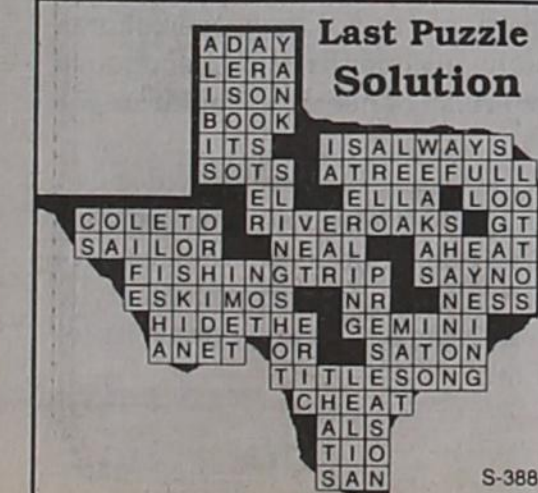 Last Puzzle
Solution
ADAY
LERA
ISON
BOOK
ITS ISALWAYS
SOTS ATREEFULL
EL ELLA LOO
COLETO RIVEROAKS GT
SAILOR NEAL AHEAT
FISHINGTRIP SAYNO
ESKIMOS NR NESS
HIDETHE GEMINI
ANET OR SATON
TITLESONG
CHEAT
ALS
TIO
SAN
S-388